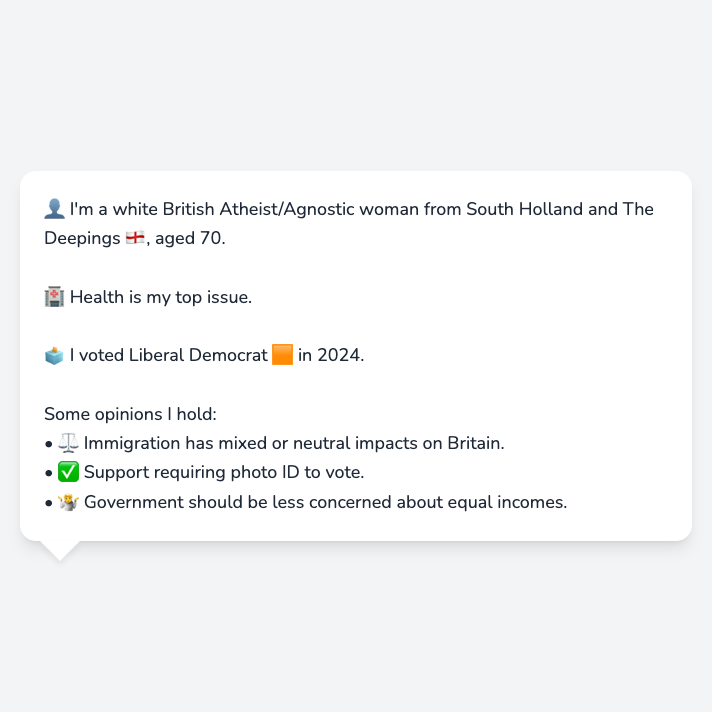 👤 I'm a white British Atheist/Agnostic woman from South Holland and The
Deepings 🏴󠁧󠁢󠁥󠁮󠁧󠁿, aged 70.
🏥 Health is my top issue.
🗳️ I voted Liberal Democrat 🟧 in 2024.
Some opinions I hold:
• ⚖️ Immigration has mixed or neutral impacts on Britain.
• ✅ Support requiring photo ID to vote.
• 🤷 Government should be less concerned about equal incomes.